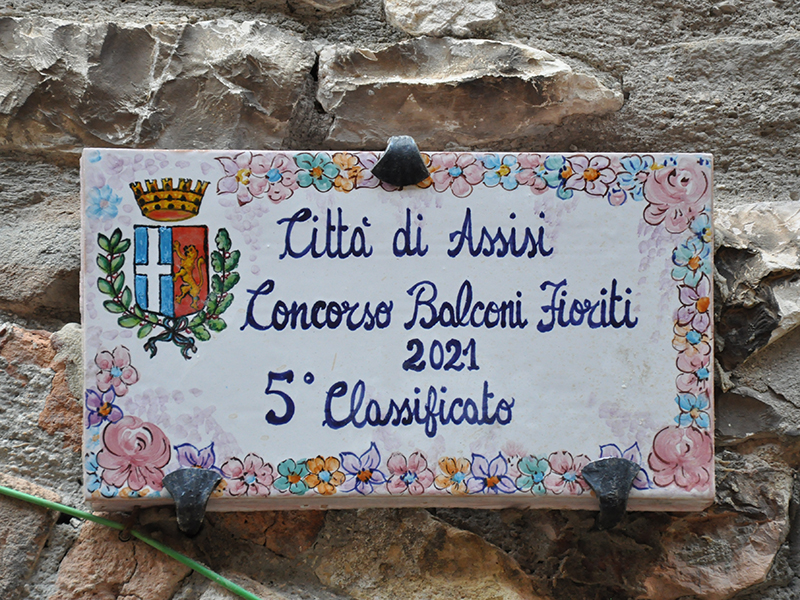 Città di Assisi
Concorso Balconi Fioriti
2021
5° Classificato